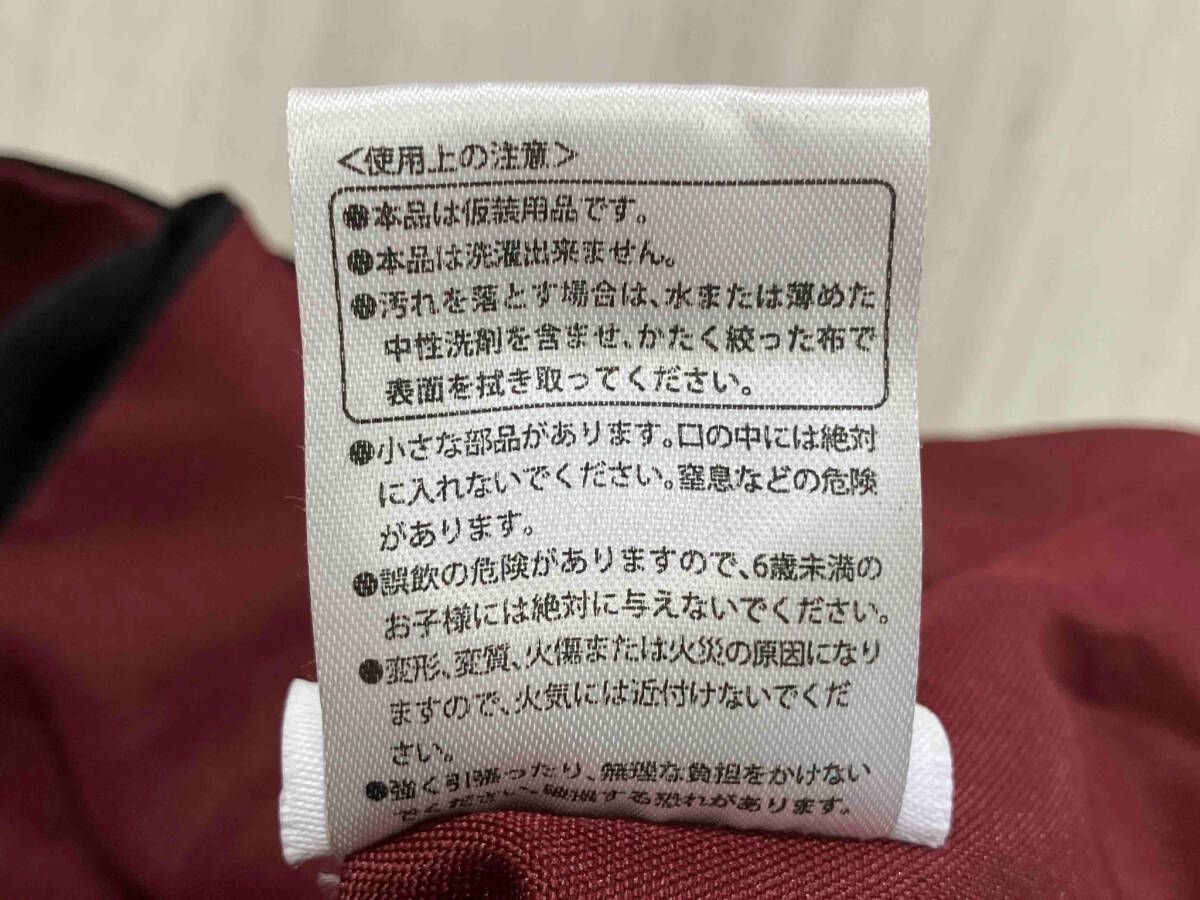 <使用上の注意>
●本品は仮装用品です。
●本品は洗濯出来ません。
●汚れを落とす場合は、水または薄めた
中性洗剤を含ませ、かたく絞った布で
表面を拭き取ってください。
●小さな部品があります。口の中には絶対
に入れないでください。窒息などの危険
があります。
●誤飲の危険がありますので、6歳未満の
お子様には絶対に与えないでください。
●変形、変質、火傷または火災の原因になり
ますので、火気には近付けないでくだ
さい。
●強く引張ったり、無理な負担をかけない
でください。破損する恐れがあります。